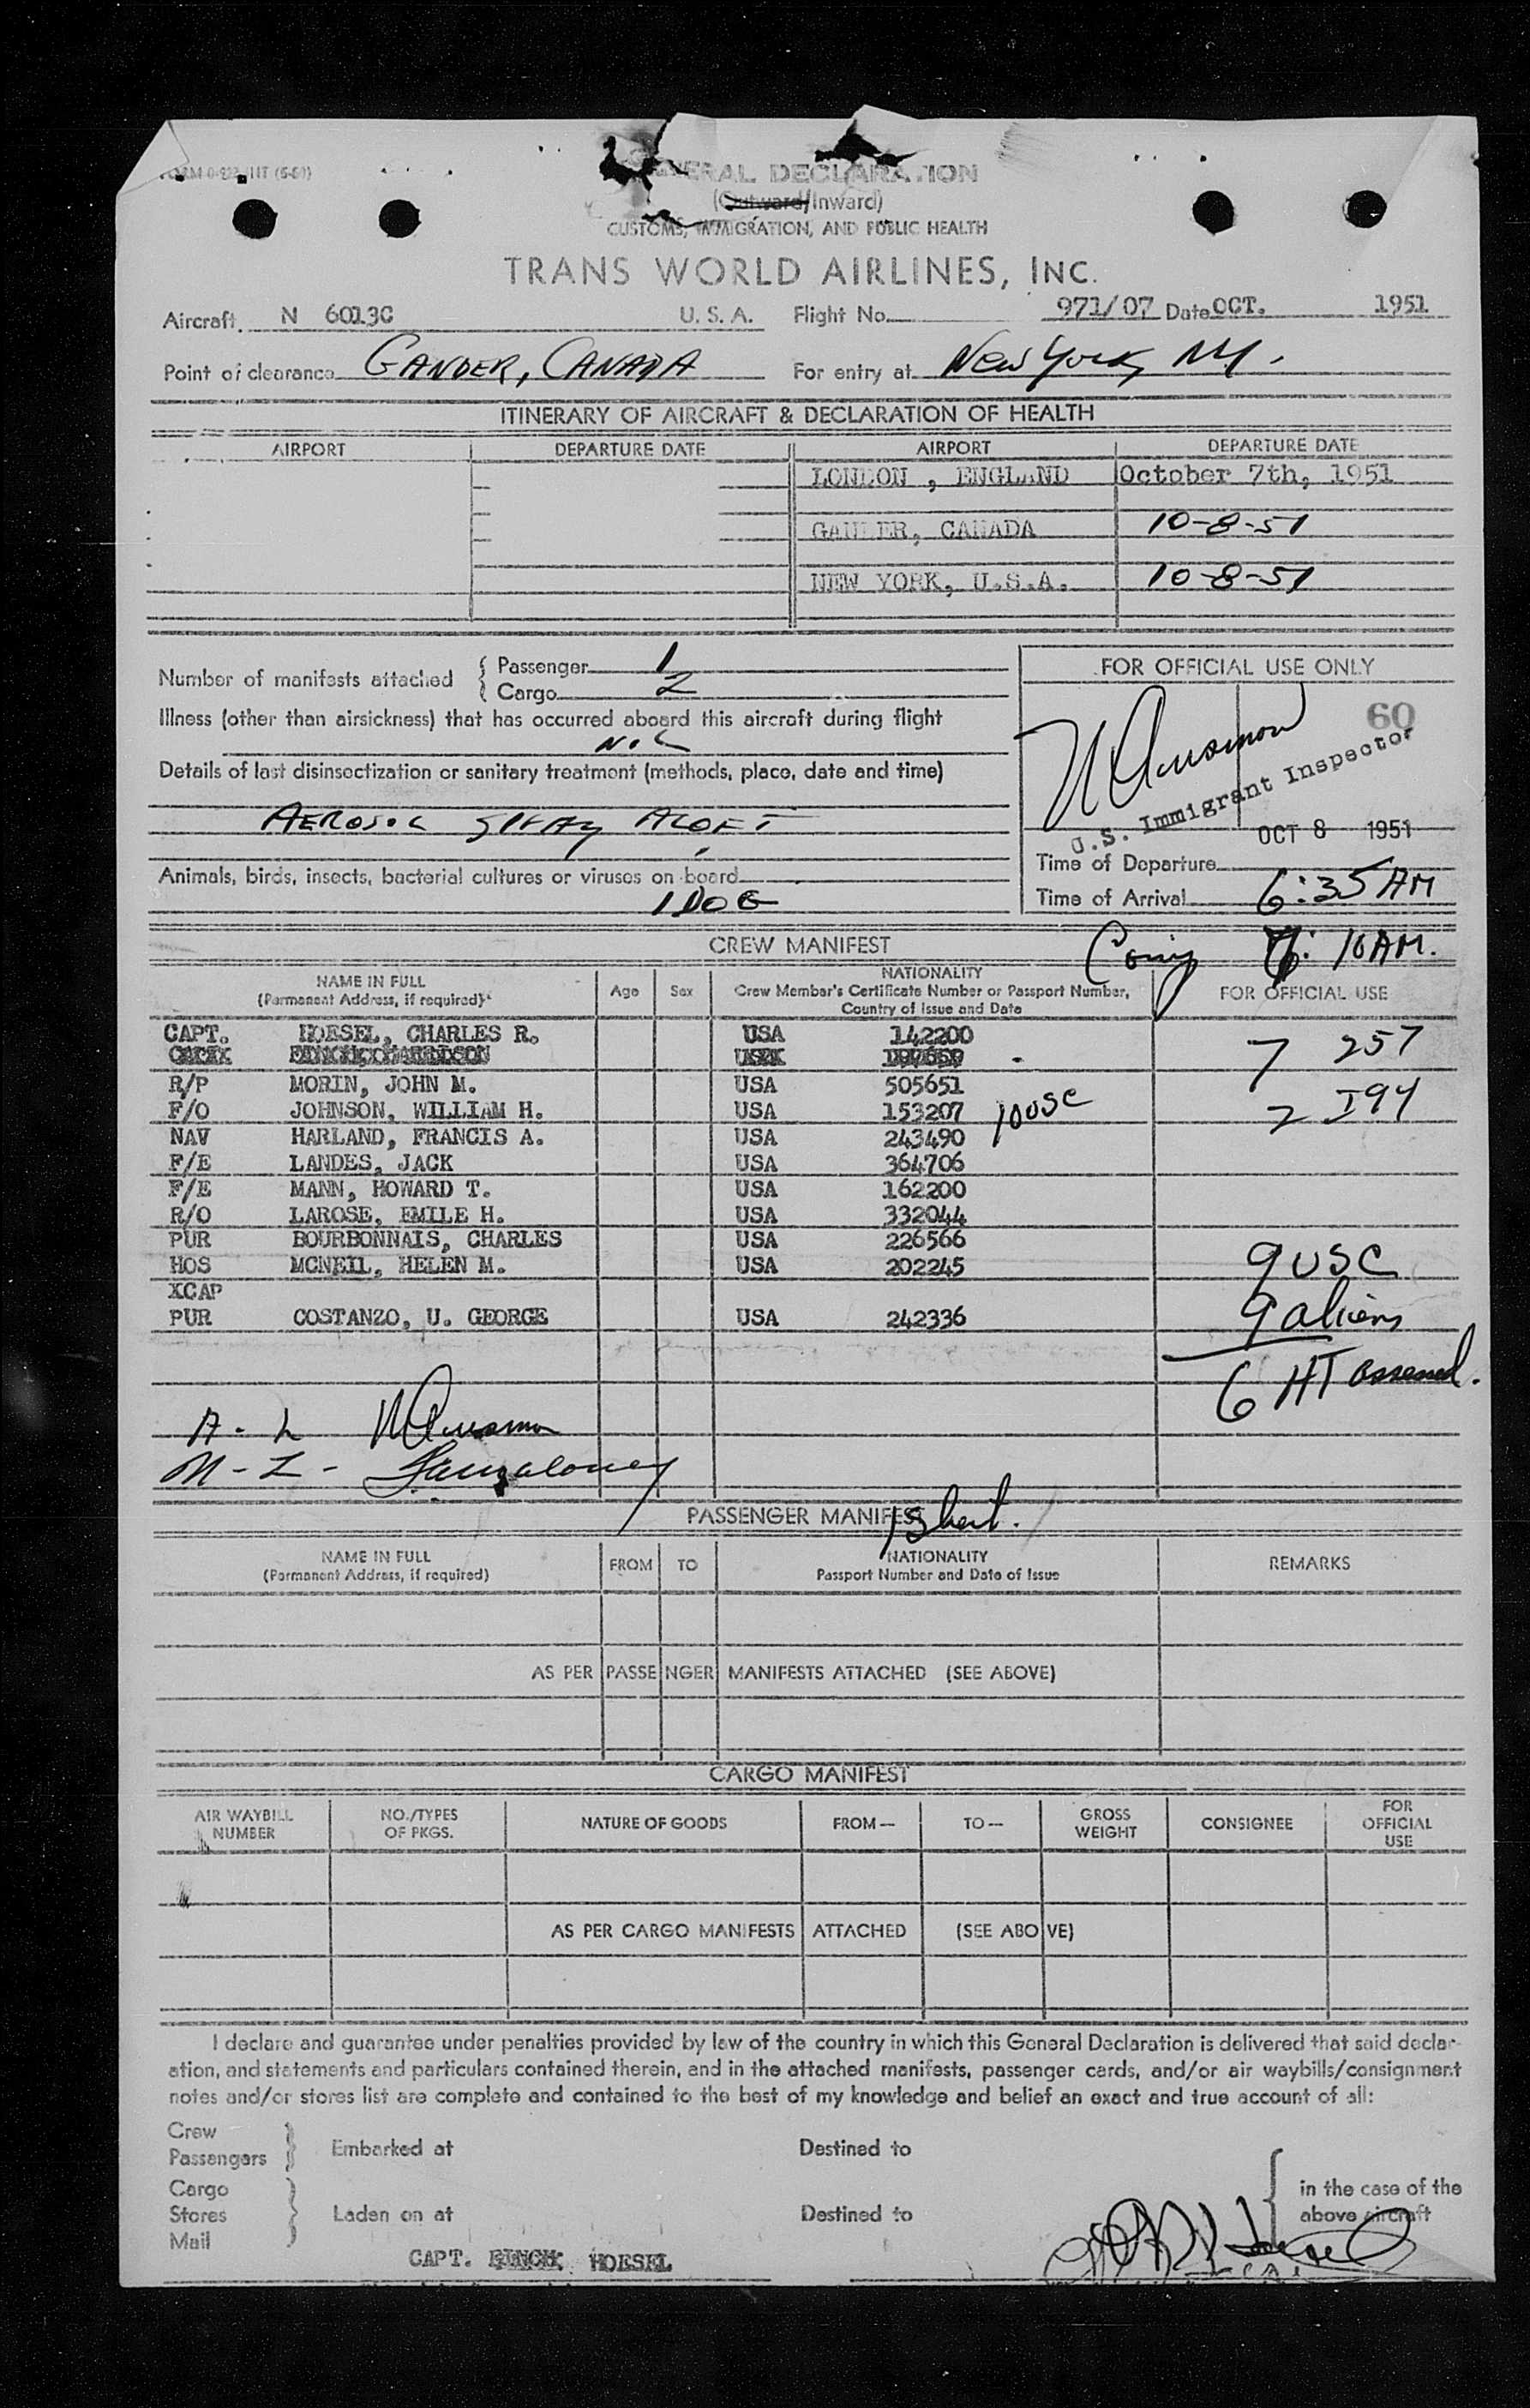 GENERAL DECLARATION
(Outward/Inward)
CUSTOMS, IMMIGRATION, AND PUBLIC HEALTH
TRANS WORLD AIRLINES, INC.
Aircraft N 6013C U. S. A. Flight No. 971/07 Date OCT. 1951
Point of clearance GANDER, CANADA For entry at New York, NY.
ITINERARY OF AIRCRAFT & DECLARATION OF HEALTH
AIRPORT DEPARTURE DATE AIRPORT DEPARTURE DATE
LONDON , ENGLAND October 7th, 1951
GANDER, CANADA 10-8-51
NEW YORK, U.S.A. 10-8-51
Number of manifests attached { Passenger 1
Cargo 2
FOR OFFICIAL USE ONLY
60
U.S. Immigrant Inspector
OCT 8 1951
Illness (other than airsickness) that has occurred aboard this aircraft during flight
NIL
Details of last disinsectization or sanitary treatment (methods, place, date and time)
AEROSOL SPRAY ALOFT
Animals, birds, insects, bacterial cultures or viruses on board
1 DOG
Time of Departure
Time of Arrival 6:35 AM
CREW MANIFEST
10AM.
NAME IN FULL
(Permanent Address, if required)
Age Sex
NATIONALITY
Crew Member's Certificate Number or Passport Number,
Country of Issue and Date
FOR OFFICIAL USE
CAPT. HOESEL, CHARLES R. USA 142200 7 257
R/P MORIN, JOHN M. USA 505651
F/O JOHNSON, WILLIAM H. USA 153207 10USC 2 I94
NAV HARLAND, FRANCIS A. USA 243490
F/E LANDES, JACK USA 364706
F/E MANN, HOWARD T. USA 162200
R/O LAROSE, EMILE H. USA 332044
PUR BOURBONNAIS, CHARLES USA 226566
HOS MCNEIL, HELEN M. USA 202245 9USC
XCAP
PUR COSTANZO, U. GEORGE USA 242336 9 aliens
6 HT assessed.
A - L
M - L -
PASSENGER MANIFEST 1 Sheet.
NAME IN FULL
(Permanent Address, if required)
FROM TO
NATIONALITY
Passport Number and Date of Issue
REMARKS
AS PER PASSENGER MANIFESTS ATTACHED (SEE ABOVE)
CARGO MANIFEST
AIR WAYBILL
NUMBER
NO./TYPES
OF PKGS.
NATURE OF GOODS
FROM—
TO—
GROSS
WEIGHT
CONSIGNEE
FOR
OFFICIAL
USE
AS PER CARGO MANIFESTS ATTACHED (SEE ABOVE)
I declare and guarantee under penalties provided by law of the country in which this General Declaration is delivered that said declar-
ation, and statements and particulars contained therein, and in the attached manifests, passenger cards, and/or air waybills/consignment
notes and/or stores list are complete and contained to the best of my knowledge and belief an exact and true account of all:
Crew
Passengers
Embarked at Destined to
Cargo
Stores
Mail
Laden on at Destined to
in the case of the
above aircraft
CAPT. FINCH HOESEL